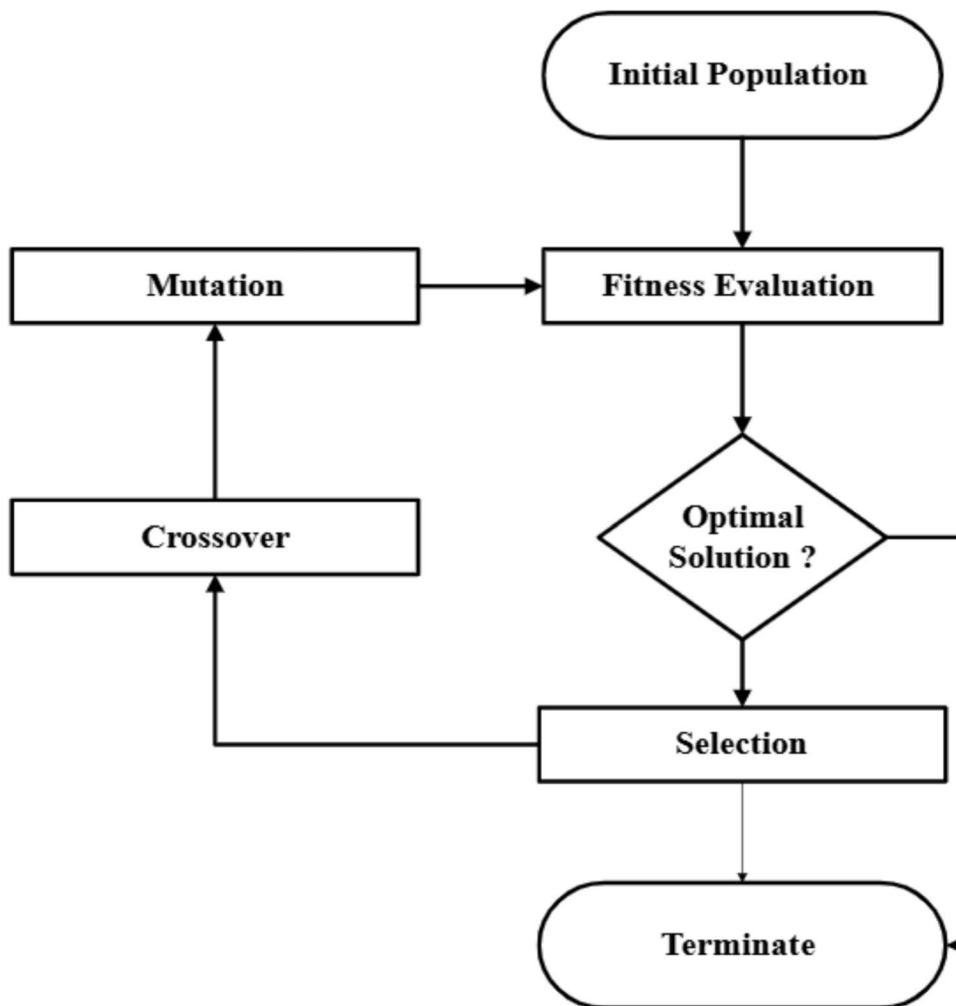 Initial Population
Mutation
Fitness Evaluation
Crossover
Optimal
Solution ?
Selection
Terminate